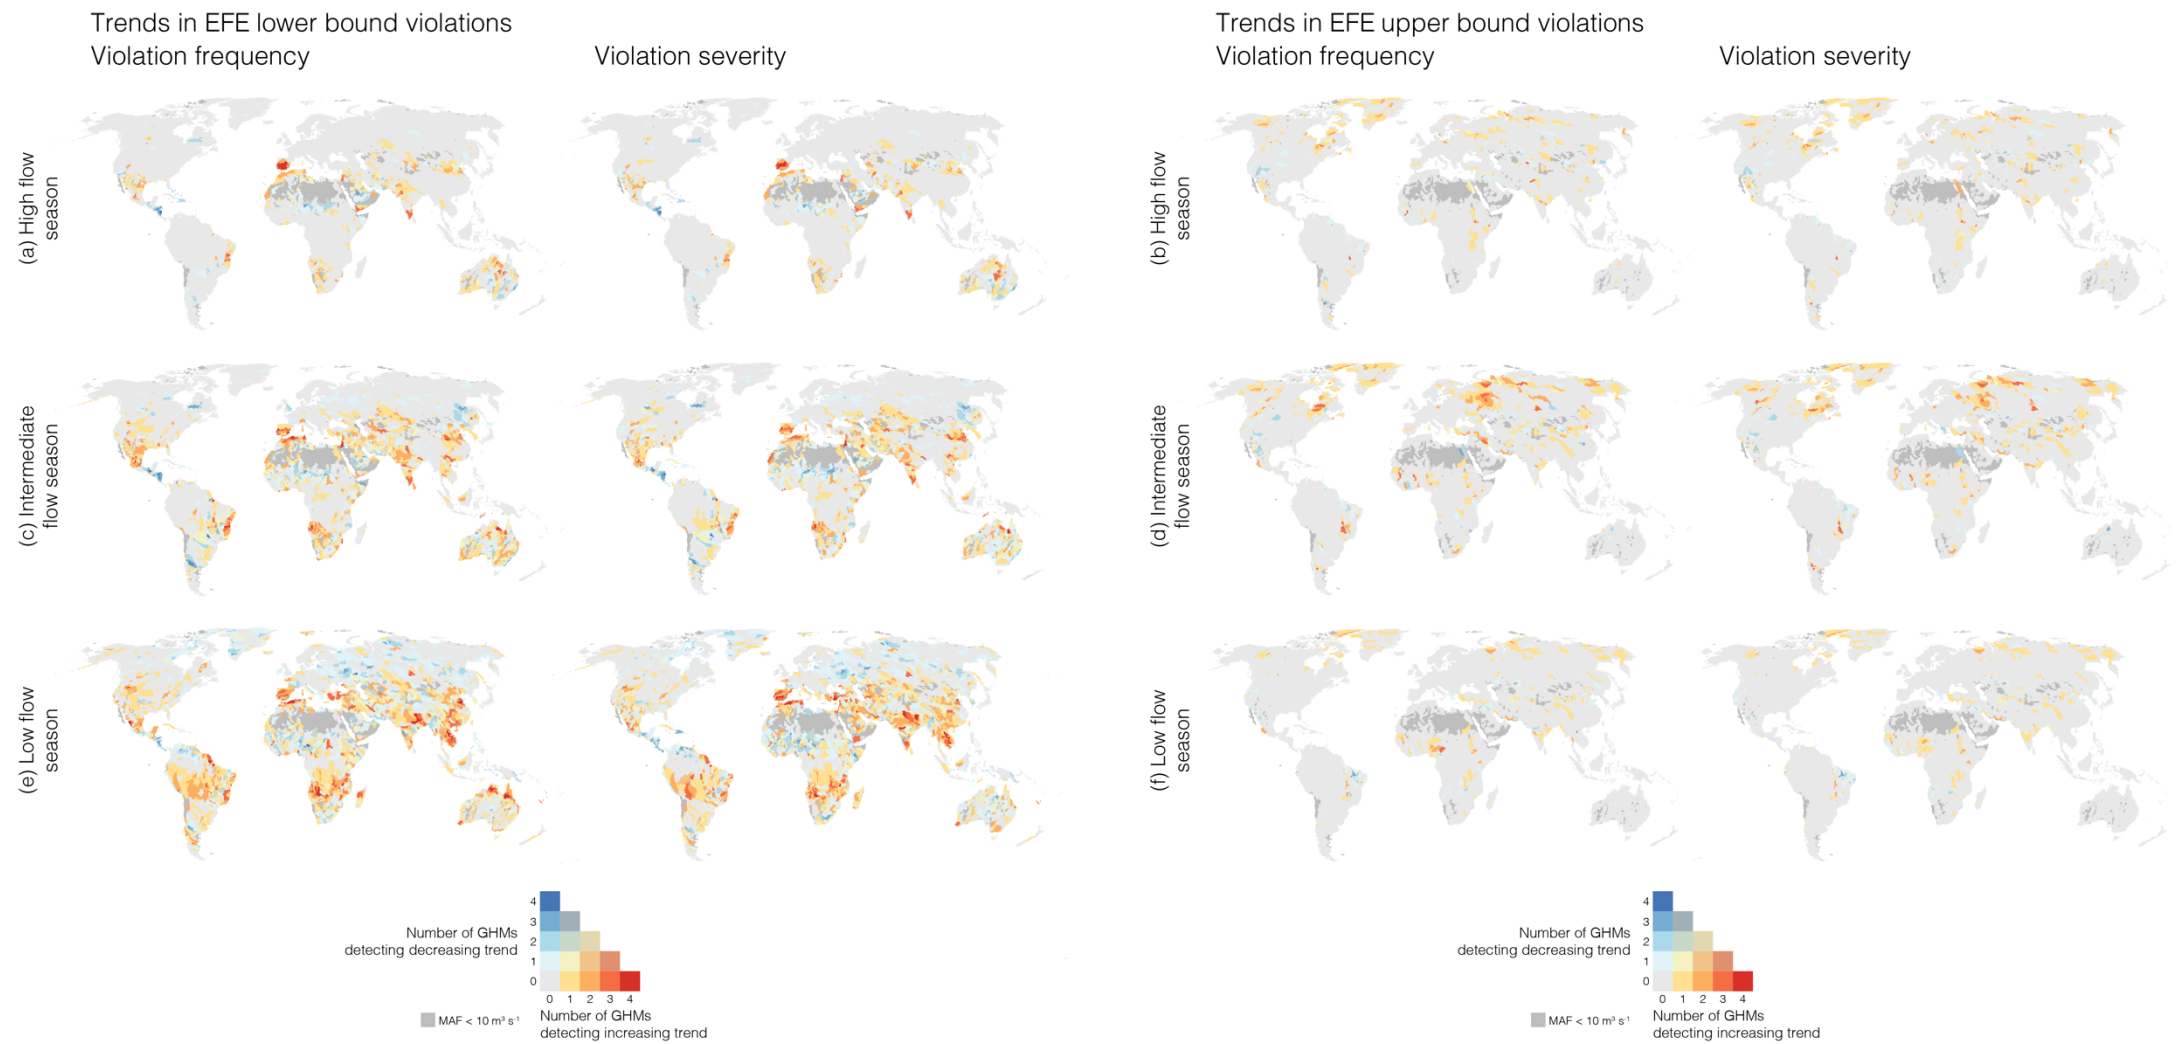 Trends in EFE lower bound violations
Violation frequency
Violation severity
(a) High flow
season
(c) Intermediate
flow season
(e) Low flow
season
4
3
2
1
0
0 1 2 3 4
Number of GHMs
detecting decreasing trend
MAF < 10 m³ s⁻¹
Number of GHMs
detecting increasing trend
Trends in EFE upper bound violations
Violation frequency
Violation severity
(b) High flow
season
(d) Intermediate
flow season
(f) Low flow
season
4
3
2
1
0
0 1 2 3 4
Number of GHMs
detecting decreasing trend
MAF < 10 m³ s⁻¹
Number of GHMs
detecting increasing trend